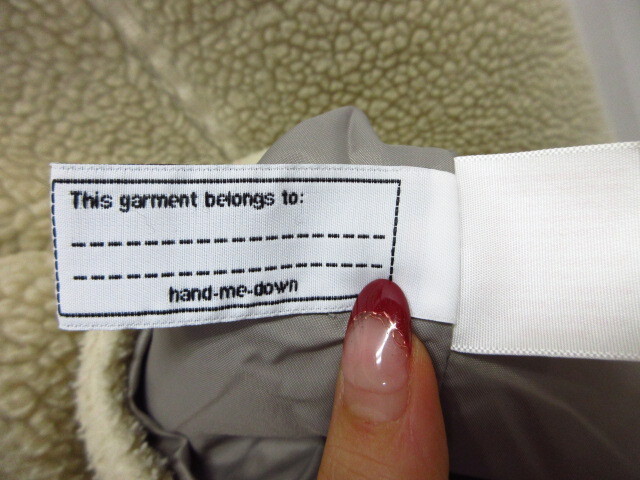 This garment belongs to:
hand-me-down